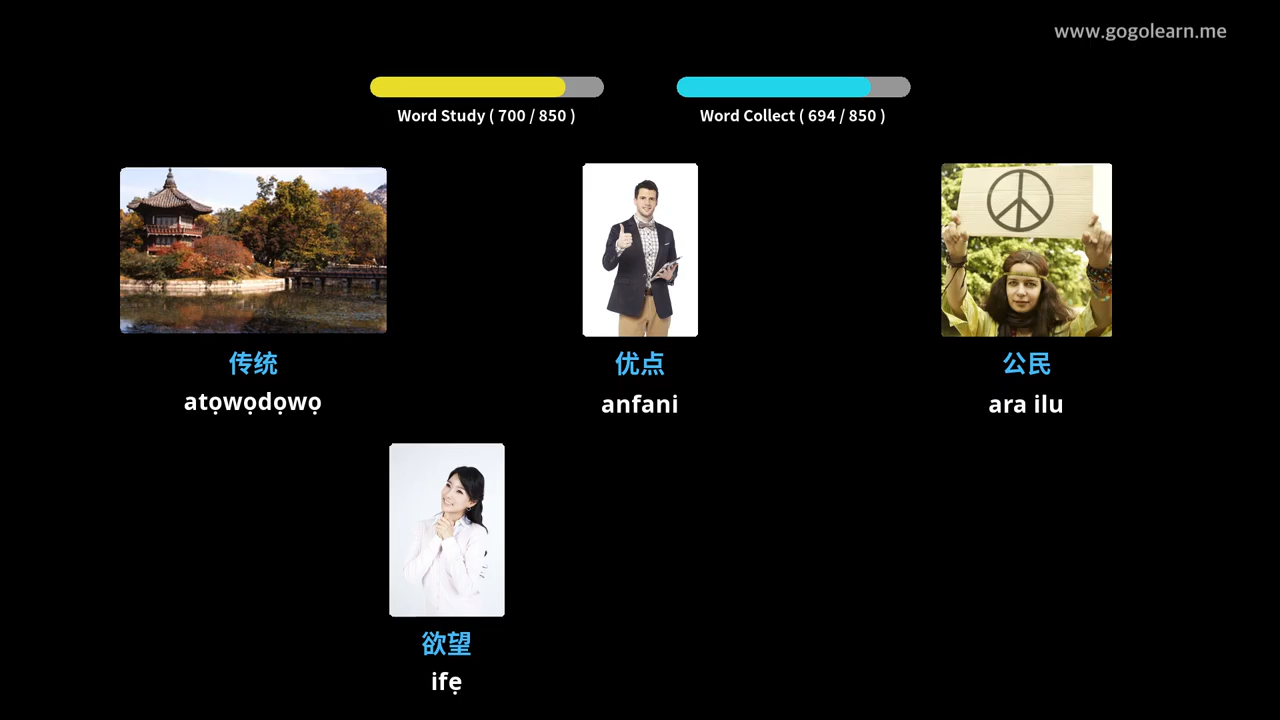 www.gogolearn.me
Word Study ( 700 / 850 )
Word Collect ( 694 / 850 )
传统
atọwọdọwọ
优点
anfani
公民
ara ilu
欲望
ifẹ